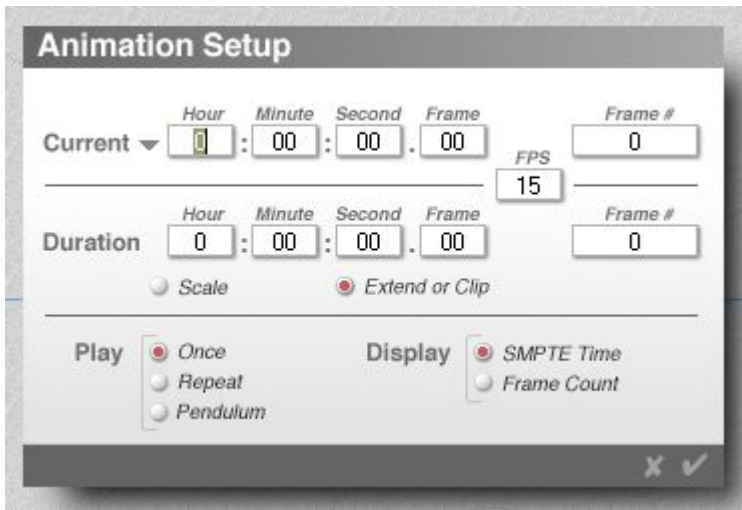 Animation Setup
Hour Minute Second Frame Frame #
Current 0 : 00 : 00 . 00 0
FPS
15
Hour Minute Second Frame Frame #
Duration 0 : 00 : 00 . 00 0
Scale Extend or Clip
Play Once Display SMPTE Time
Repeat Frame Count
Pendulum